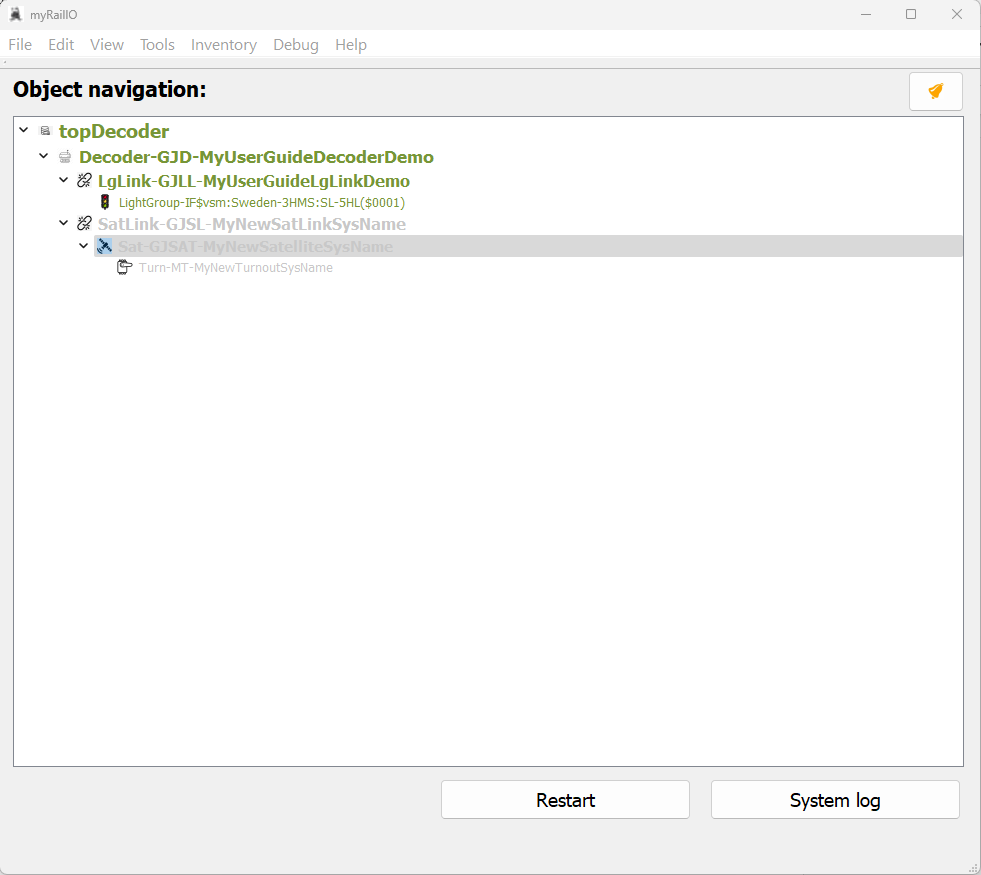 myRailIO
File Edit View Tools Inventory Debug Help
Object navigation:
topDecoder
Decoder-GJD-MyUserGuideDecoderDemo
LgLink-GJLL-MyUserGuideLgLinkDemo
LightGroup-IF$vsm:Sweden-3HMS:SL-5HL($0001)
SatLink-GJSL-MyNewSatLinkSysName
Sat-GJSAT-MyNewSatelliteSysName
Turn-MT-MyNewTurnoutSysName
Restart System log